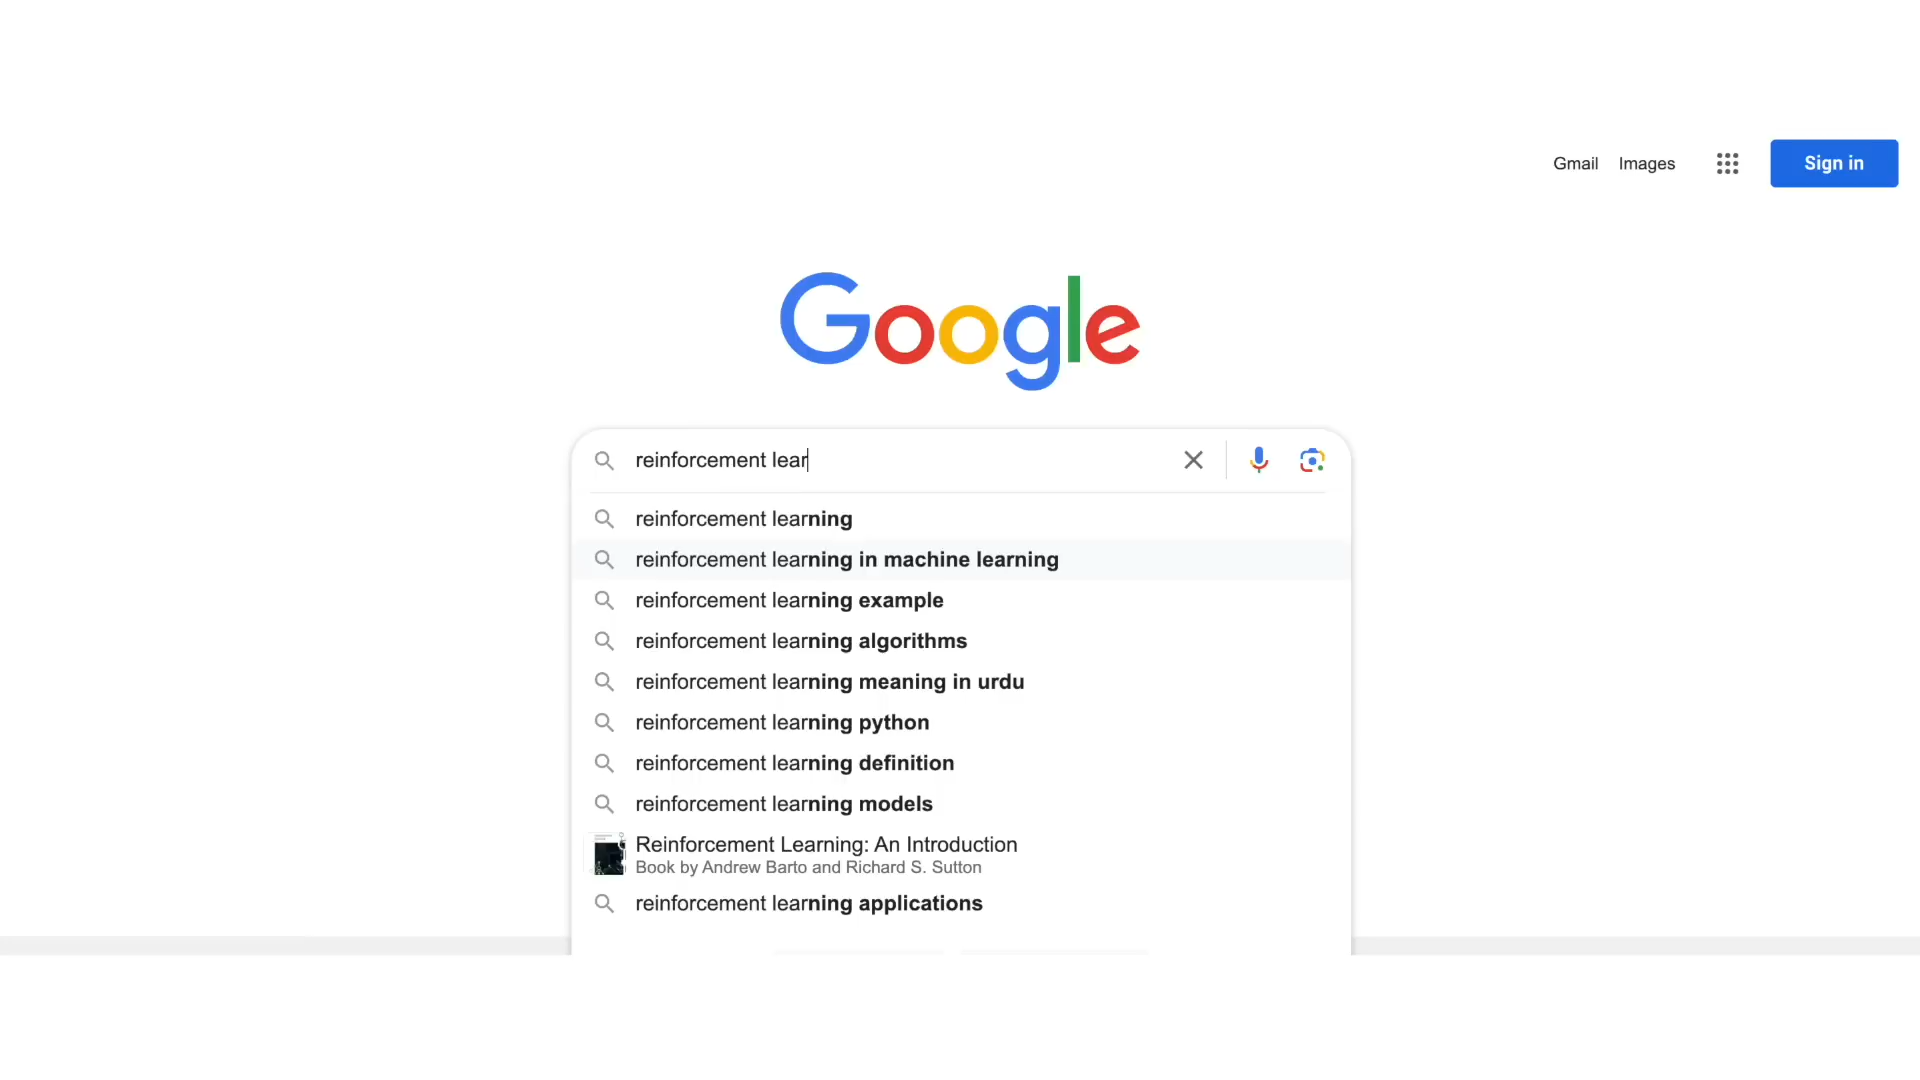 Gmail Images Sign in
Google
reinforcement lear
reinforcement learning
reinforcement learning in machine learning
reinforcement learning example
reinforcement learning algorithms
reinforcement learning meaning in urdu
reinforcement learning python
reinforcement learning definition
reinforcement learning models
Reinforcement Learning: An Introduction
Book by Andrew Barto and Richard S. Sutton
reinforcement learning applications